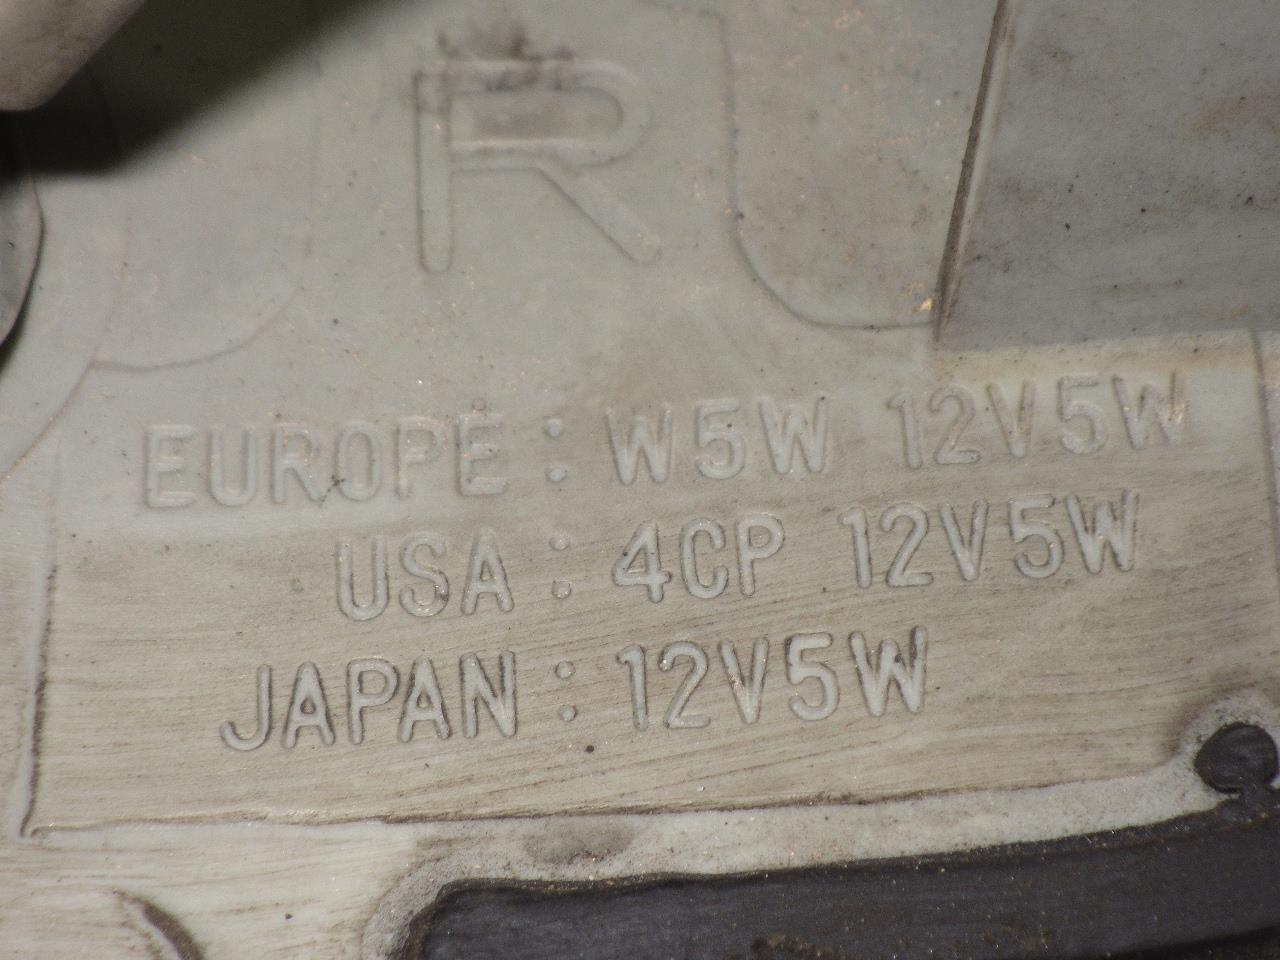 R
EUROPE : W5W 12V5W
USA : 4CP 12V5W
JAPAN : 12V5W